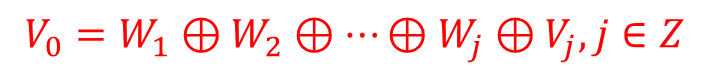 V₀ = W₁ ⊕ W₂ ⊕ ⋯ ⊕ Wⱼ ⊕ Vⱼ, j ∈ Z